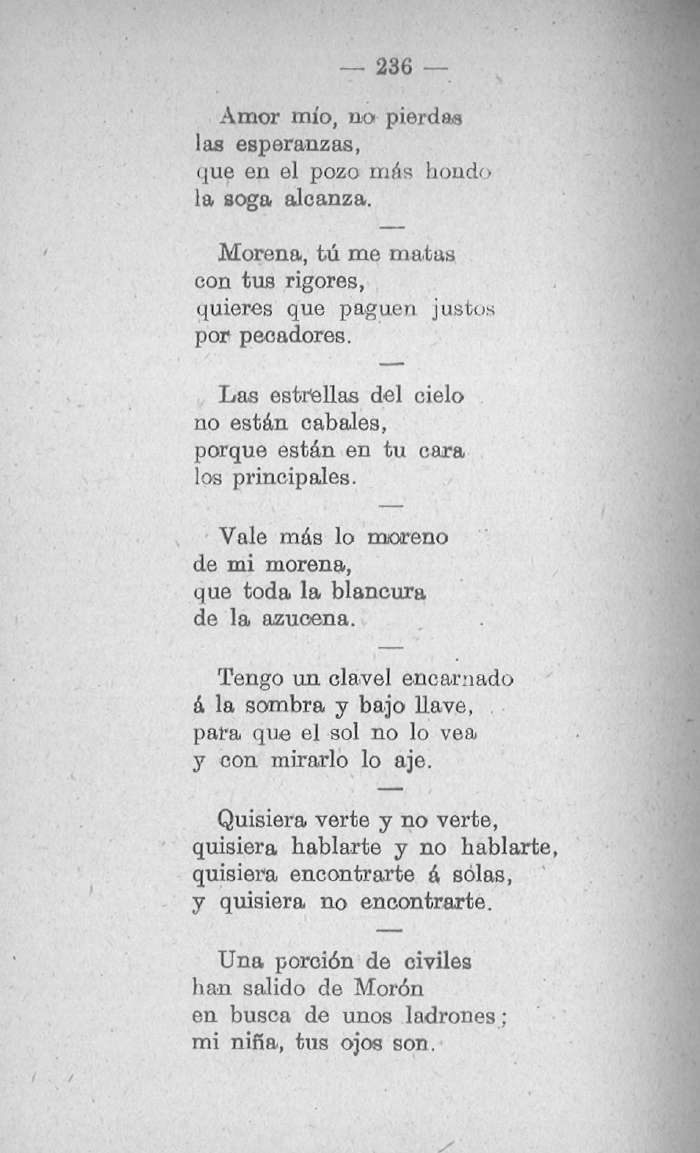 — 236 —
Amor mío, no pierdas
las esperanzas,
que en el pozo más hondo
la soga alcanza.
—
Morena, tú me matas
con tus rigores,
quieres que paguen justos
por pecadores.
—
Las estrellas del cielo
no están cabales,
porque están en tu cara
los principales.
—
Vale más lo moreno
de mi morena,
que toda la blancura
de la azucena.
—
Tengo un clavel encarnado
á la sombra y bajo llave,
para que el sol no lo vea
y con mirarlo lo aje.
—
Quisiera verte y no verte,
quisiera hablarte y no hablarte,
quisiera encontrarte á solas,
y quisiera no encontrarte.
—
Una porción de civiles
han salido de Morón
en busca de unos ladrones;
mi niña, tus ojos son.